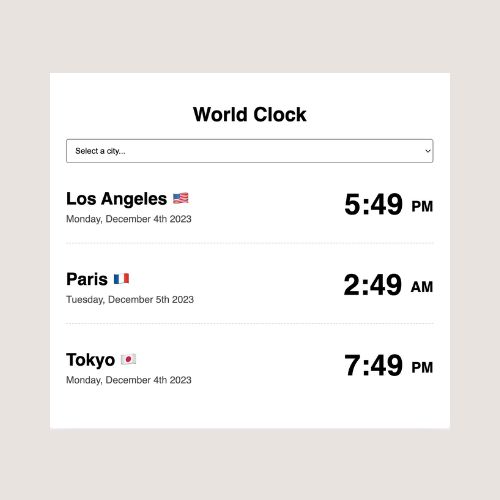 World Clock
Select a city...
Los Angeles 🇺🇸 5:49 PM
Monday, December 4th 2023
Paris 🇫🇷 2:49 AM
Tuesday, December 5th 2023
Tokyo 🇯🇵 7:49 PM
Monday, December 4th 2023